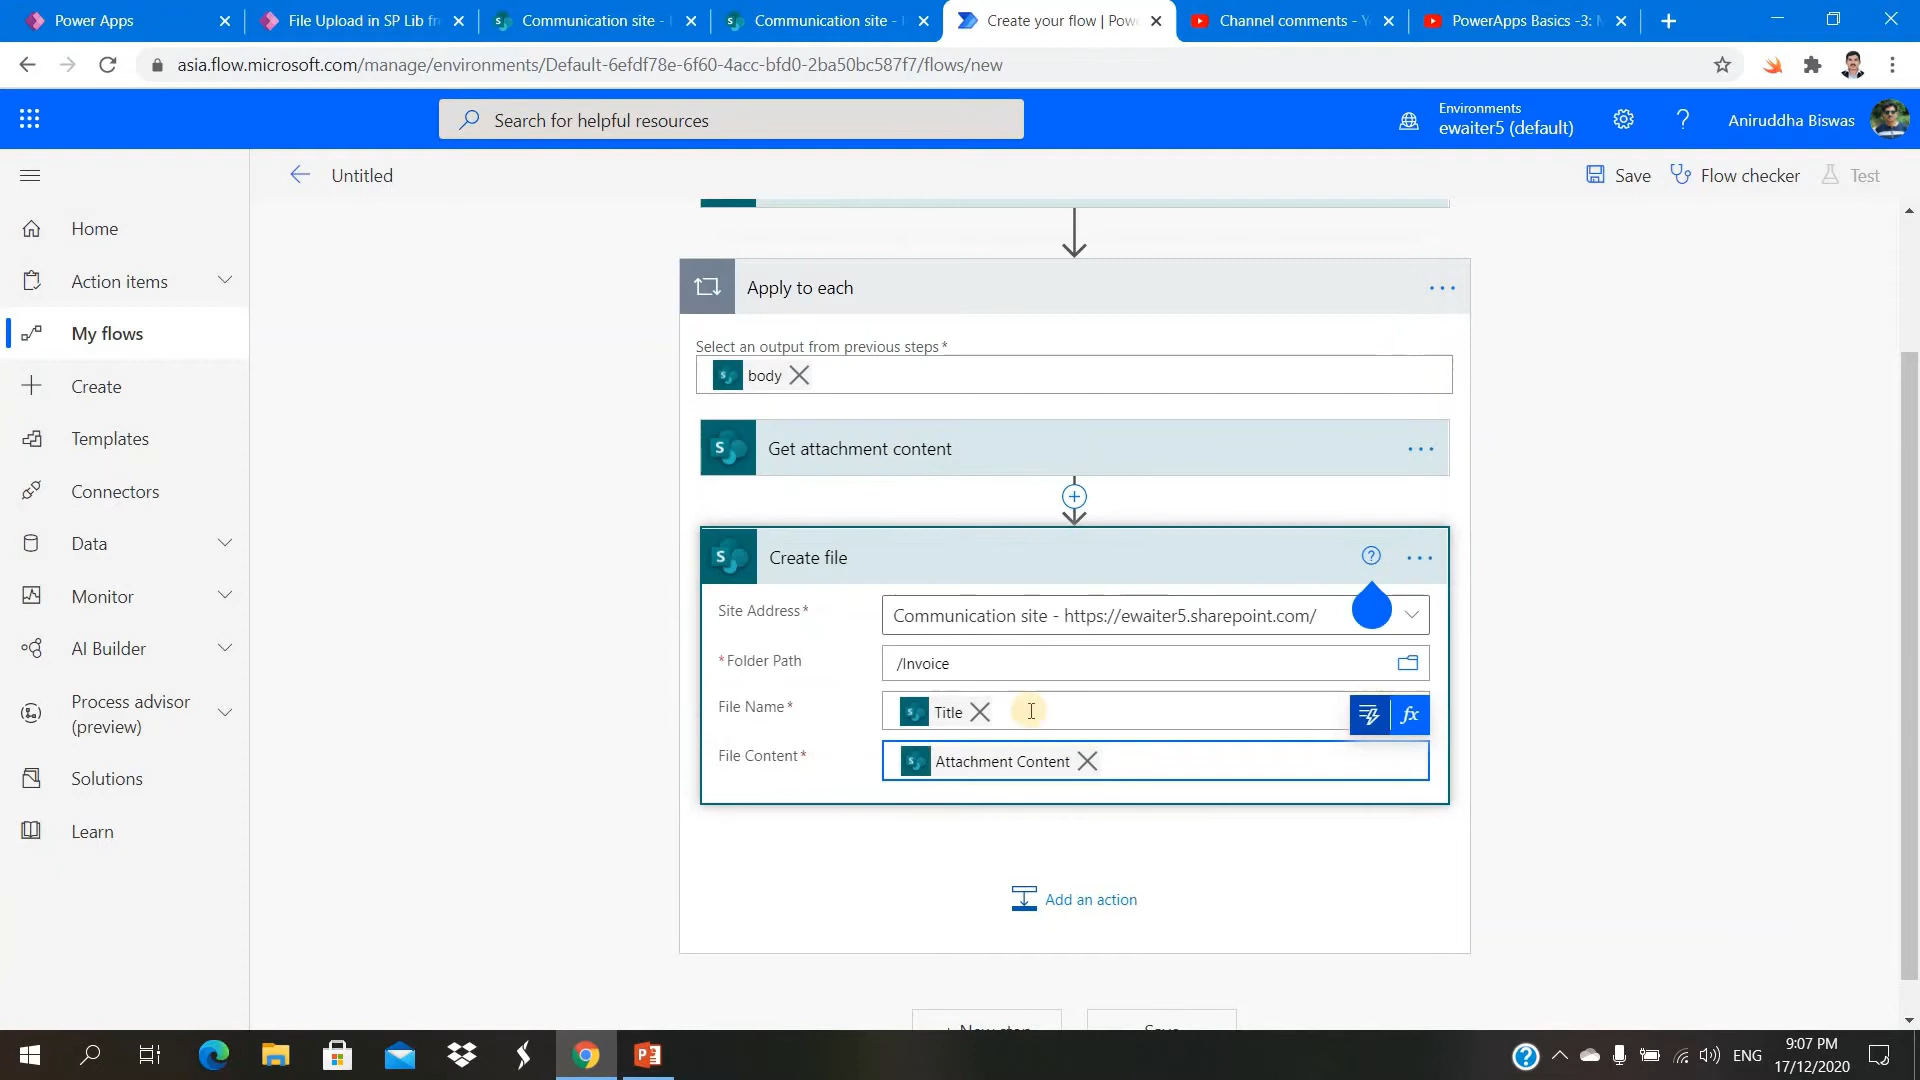 Power Apps
File Upload in SP Lib fr
Communication site -
Communication site -
Create your flow | Pow
Channel comments - Y
PowerApps Basics -3: M
asia.flow.microsoft.com/manage/environments/Default-6efdf78e-6f60-4acc-bfd0-2ba50bc587f7/flows/new
Search for helpful resources
Environments
ewaiter5 (default)
Aniruddha Biswas
Untitled
Save
Flow checker
Test
Home
Action items
My flows
Create
Templates
Connectors
Data
Monitor
AI Builder
Process advisor
(preview)
Solutions
Learn
Apply to each
Select an output from previous steps *
body
Get attachment content
Create file
Site Address *
Communication site - https://ewaiter5.sharepoint.com/
* Folder Path
/Invoice
File Name *
Title
fx
File Content *
Attachment Content
Add an action
+ New step
Save
ENG
9:07 PM
17/12/2020